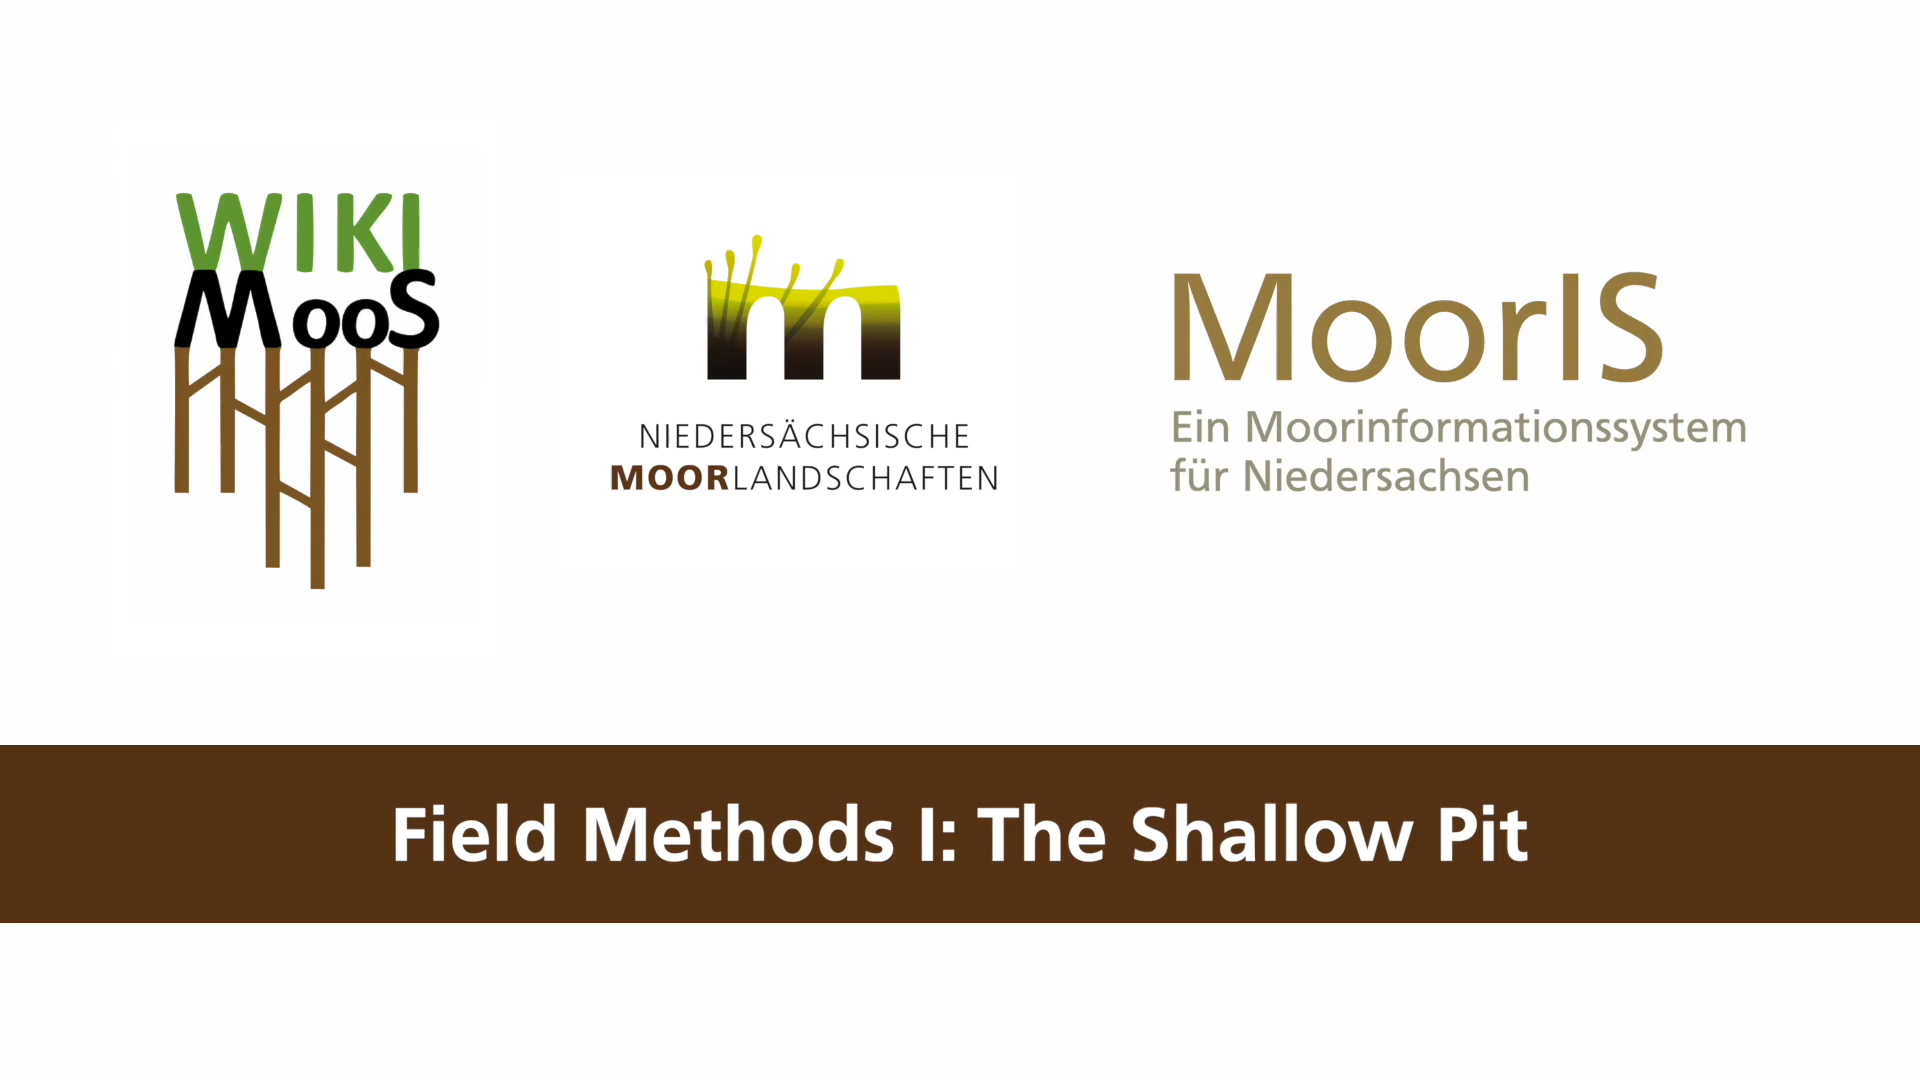 WIKI
MooS
NIEDERSÄCHSISCHE
MOORLANDSCHAFTEN
MoorIS
Ein Moorinformationssystem
für Niedersachsen
Field Methods I: The Shallow Pit